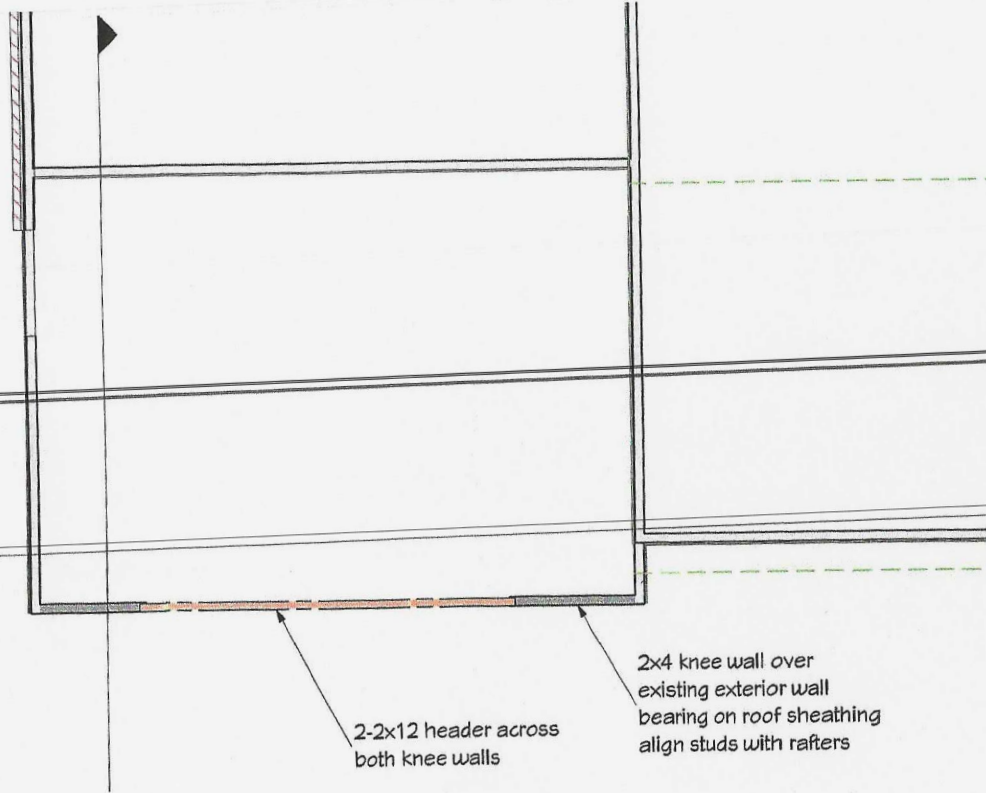 2-2x12 header across
both knee walls
2x4 knee wall over
existing exterior wall
bearing on roof sheathing
align studs with rafters